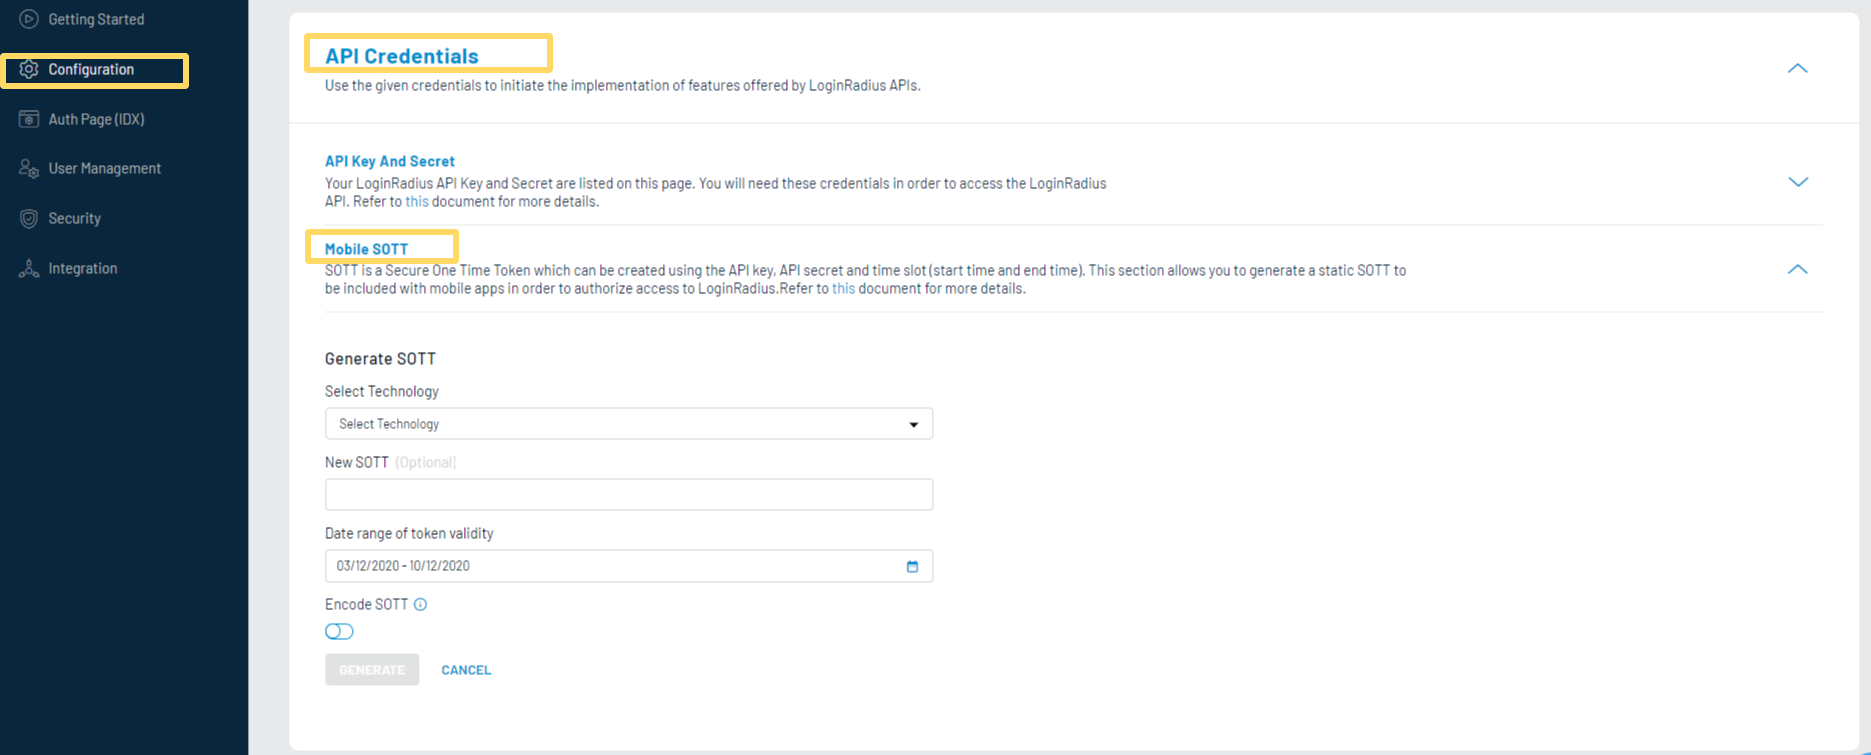 Getting Started
Configuration
Auth Page (IDX)
User Management
Security
Integration
API Credentials
Use the given credentials to initiate the implementation of features offered by LoginRadius APIs.
API Key And Secret
Your LoginRadius API Key and Secret are listed on this page. You will need these credentials in order to access the LoginRadius
API. Refer to this document for more details.
Mobile SOTT
SOTT is a Secure One Time Token which can be created using the API key, API secret and time slot (start time and end time). This section allows you to generate a static SOTT to
be included with mobile apps in order to authorize access to LoginRadius.Refer to this document for more details.
Generate SOTT
Select Technology
Select Technology
New SOTT (Optional)
Date range of token validity
03/12/2020 - 10/12/2020
Encode SOTT
GENERATE CANCEL